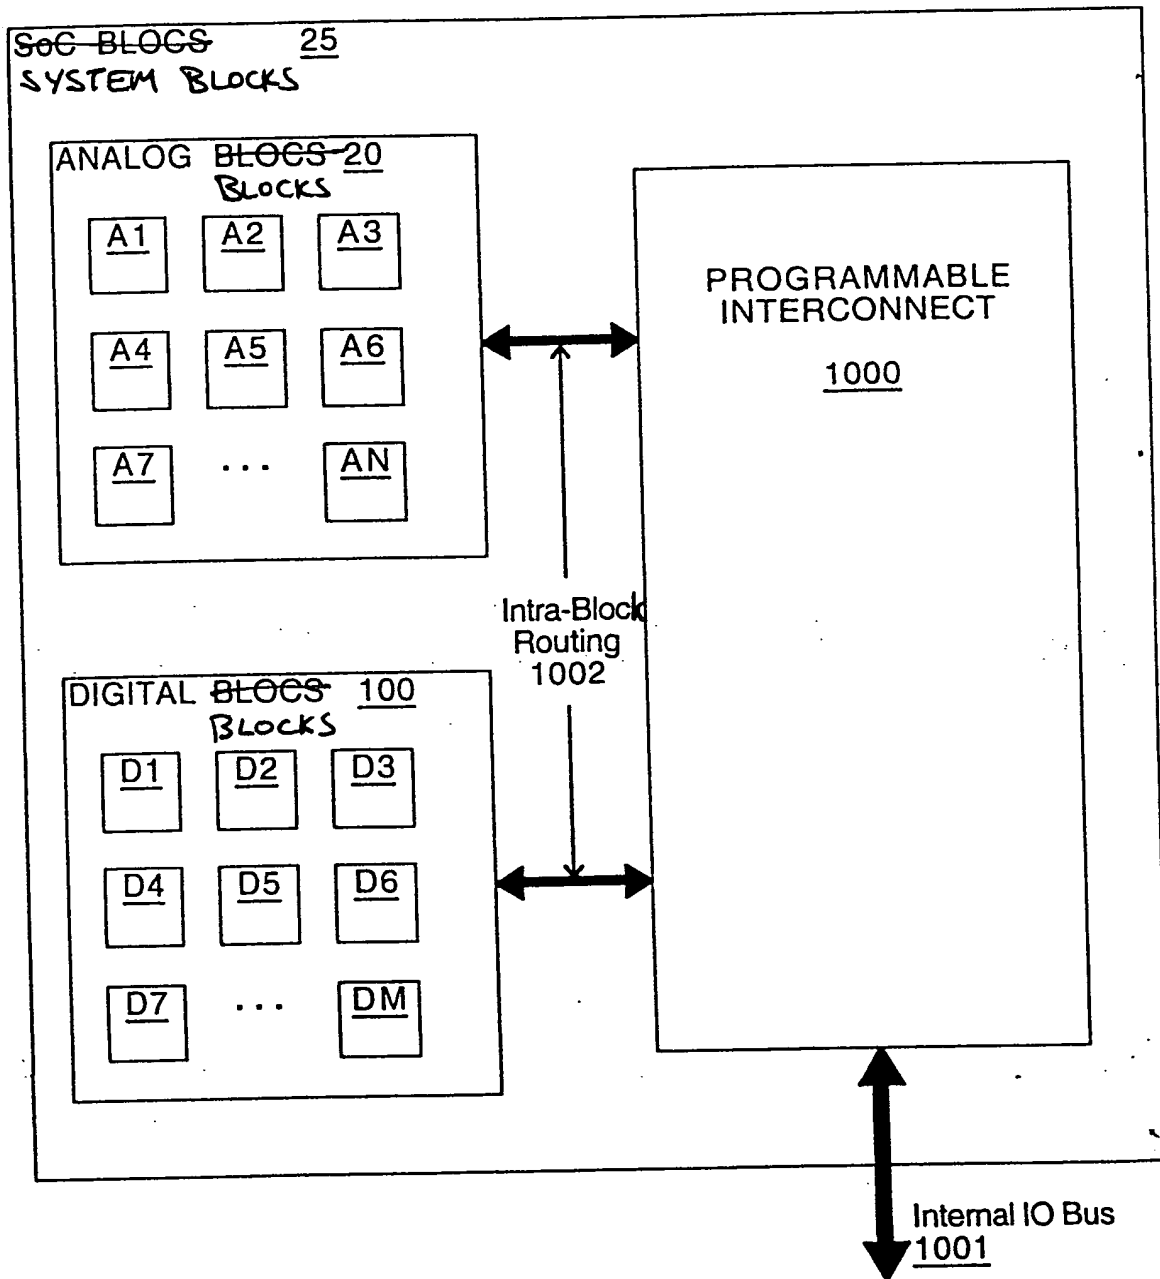 SoC BLOCS 25
SYSTEM BLOCKS
ANALOG BLOCS 20
BLOCKS
A1 A2 A3
A4 A5 A6
A7 ... AN
PROGRAMMABLE
INTERCONNECT
1000
Intra-Block
Routing
1002
DIGITAL BLOCS 100
BLOCKS
D1 D2 D3
D4 D5 D6
D7 ... DM
Internal IO Bus
1001